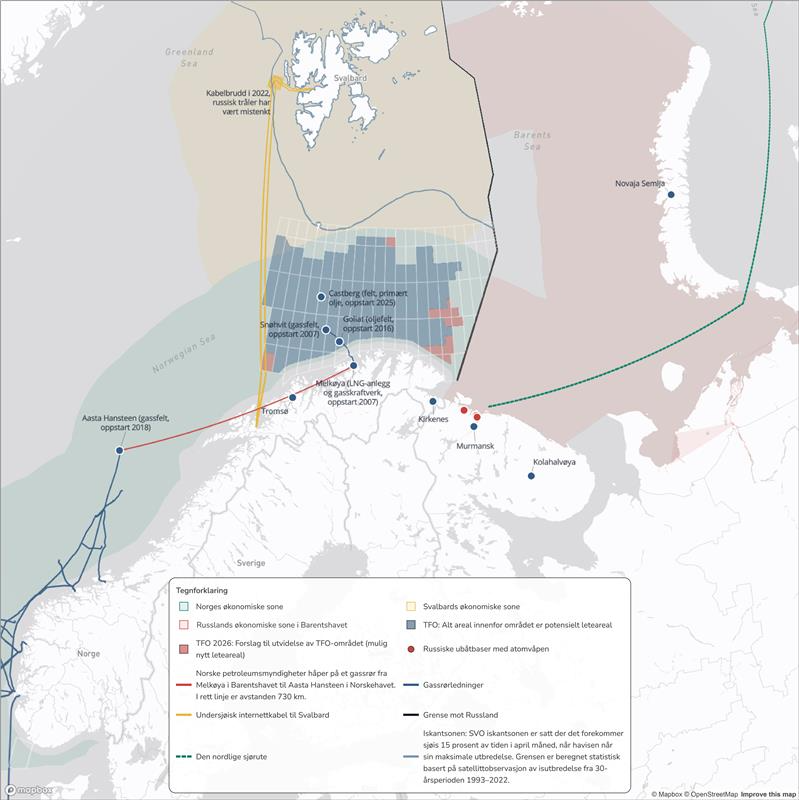 Greenland
Sea
Svalbard
Sea
Kabelbrudd i 2022,
russisk tråler har
vært mistenkt
Barents
Sea
Novaja Semlja
Castberg (felt, primært
olje, oppstart 2025)
Snøhvit (gassfelt,
oppstart 2007)
Goliat (oljefelt,
oppstart 2016)
Norwegian Sea
Melkøya (LNG-anlegg
og gasskraftverk,
oppstart 2007)
Tromsø
Aasta Hansteen (gassfelt,
oppstart 2018)
Kirkenes
Murmansk
Kolahalvøya
Sverige
Norge
Tegnforklaring
Norges økonomiske sone
Svalbards økonomiske sone
Russlands økonomiske sone i Barentshavet
TFO: Alt areal innenfor området er potensielt leteareal
TFO 2026: Forslag til utvidelse av TFO-området (mulig
nytt leteareal)
Russiske ubåtbaser med atomvåpen
Norske petroleumsmyndigheter håper på et gassrør fra
Melkøya i Barentshavet til Aasta Hansteen i Norskehavet.
I rett linje er avstanden 730 km.
Gassrørledninger
Undersjøisk internettkabel til Svalbard
Grense mot Russland
Den nordlige sjørute
Iskantsonen: SVO iskantsonen er satt der det forekommer
sjøis 15 prosent av tiden i april måned, når havisen når
sin maksimale utbredelse. Grensen er beregnet statistisk
basert på satellittobservasjon av isutbredelse fra 30-
årsperioden 1993–2022.
mapbox
© Mapbox © OpenStreetMap Improve this map